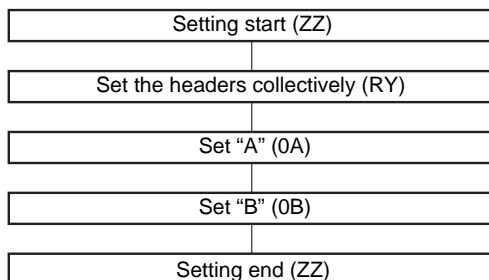 Setting start (ZZ)
Set the headers collectively (RY)
Set “A” (0A)
Set “B” (0B)
Setting end (ZZ)